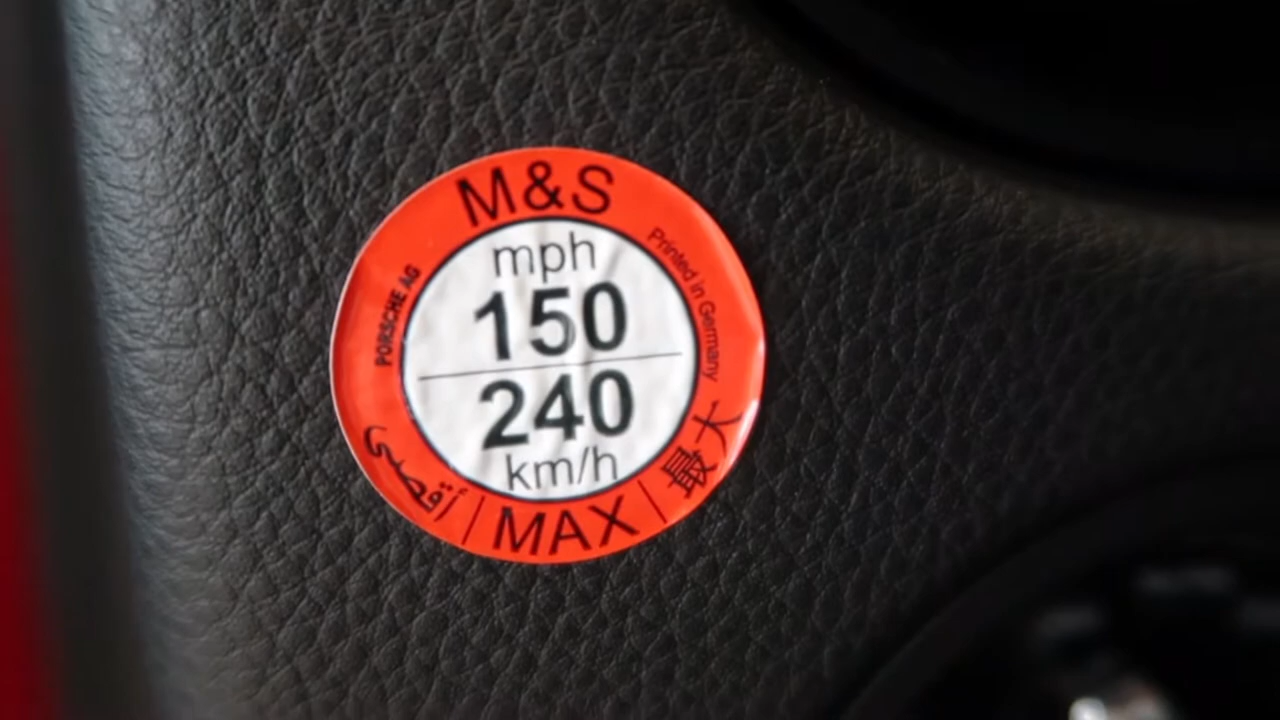 M&S
PORSCHE AG
Printed in Germany
mph
150
240
km/h
أقصى | MAX | 最大